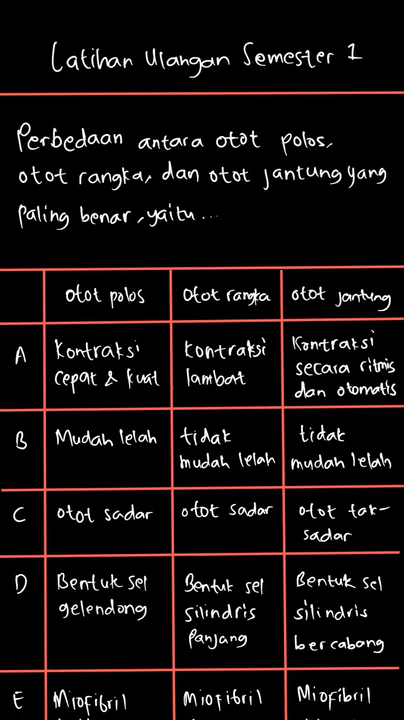 Latihan Ulangan Semester 1
Perbedaan antara otot polos,
otot rangka, dan otot jantung yang
paling benar, yaitu...
otot polos
otot rangka
otot jantung
A
Kontraksi
cepat & kuat
kontraksi
lambat
Kontraksi
secara ritmis
dan otomatis
B
Mudah lelah
tidak
mudah lelah
tidak
mudah lelah
C
otot sadar
otot sadar
otot tak-
sadar
D
Bentuk sel
gelendong
Bentuk sel
silindris
panjang
Bentuk sel
silindris
bercabang
E
Miofibril
Miofibril
Miofibril